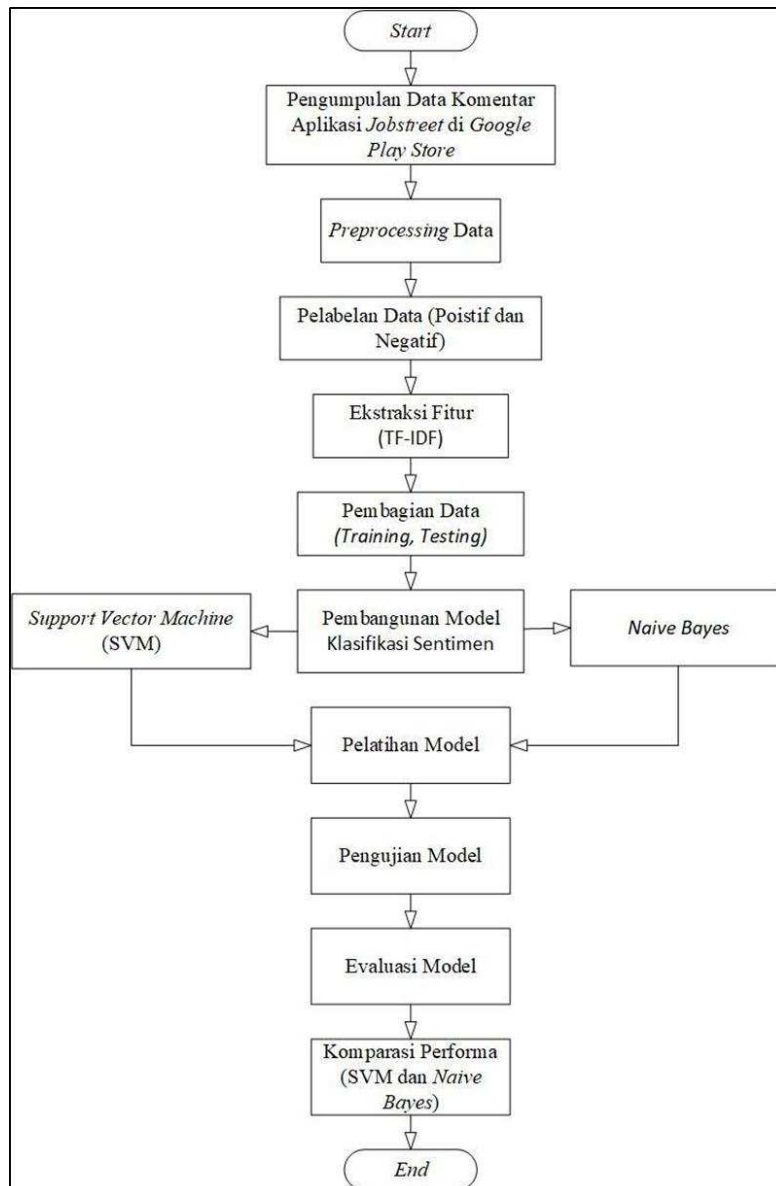 Start
Pengumpulan Data Komentar
Aplikasi Jobstreet di Google
Play Store
Preprocessing Data
Pelabelan Data (Poistif dan
Negatif)
Ekstraksi Fitur
(TF-IDF)
Pembagian Data
(Training, Testing)
Support Vector Machine
(SVM)
Pembangunan Model
Klasifikasi Sentimen
Naive Bayes
Pelatihan Model
Pengujian Model
Evaluasi Model
Komparasi Performa
(SVM dan Naive
Bayes)
End